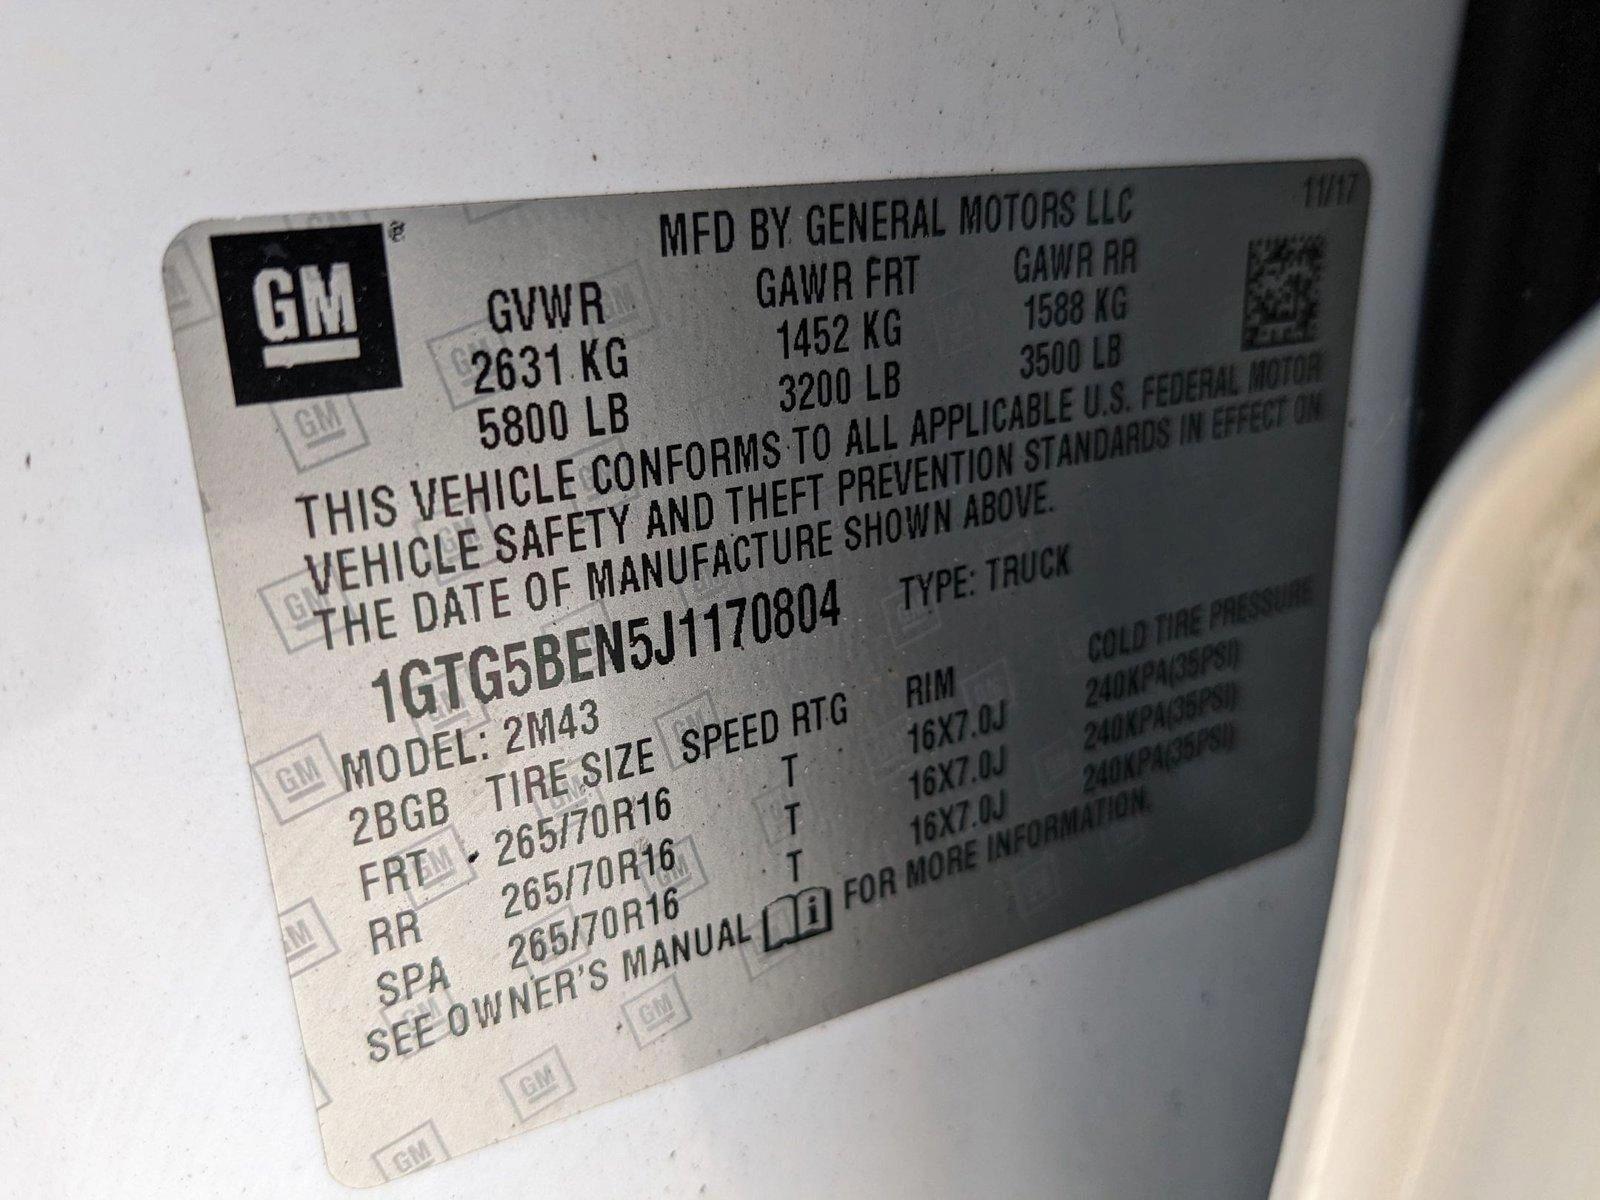 GM ®
MFD BY GENERAL MOTORS LLC 11/17
GVWR GAWR FRT GAWR RR
2631 KG 1452 KG 1588 KG
5800 LB 3200 LB 3500 LB
THIS VEHICLE CONFORMS TO ALL APPLICABLE U.S. FEDERAL MOTOR
VEHICLE SAFETY AND THEFT PREVENTION STANDARDS IN EFFECT ON
THE DATE OF MANUFACTURE SHOWN ABOVE.
1GTG5BEN5J1170804 TYPE: TRUCK
MODEL: 2M43
2BGB TIRE SIZE SPEED RTG RIM COLD TIRE PRESSURE
FRT 265/70R16 T 16X7.0J 240KPA(35PSI)
RR 265/70R16 T 16X7.0J 240KPA(35PSI)
SPA 265/70R16 T 16X7.0J 240KPA(35PSI)
SEE OWNER'S MANUAL i FOR MORE INFORMATION.